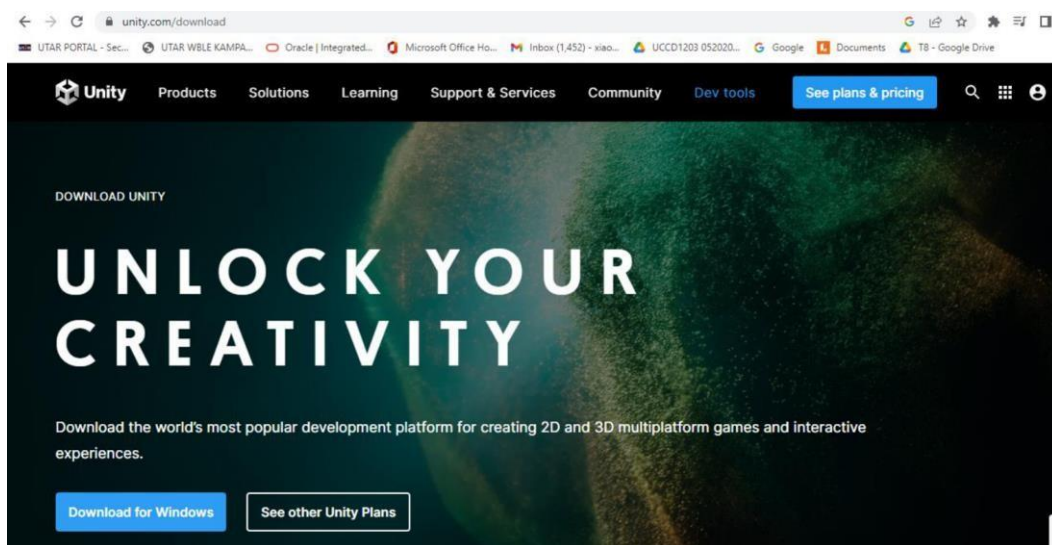 unity.com/download
UTAR PORTAL - Sec... UTAR WBLE KAMPA... Oracle | Integrated... Microsoft Office Ho... Inbox (1,452) - xiao... UCCD1203 052020... Google Documents T8 - Google Drive
Unity Products Solutions Learning Support & Services Community Dev tools See plans & pricing
DOWNLOAD UNITY
UNLOCK YOUR
CREATIVITY
Download the world's most popular development platform for creating 2D and 3D multiplatform games and interactive
experiences.
Download for Windows See other Unity Plans